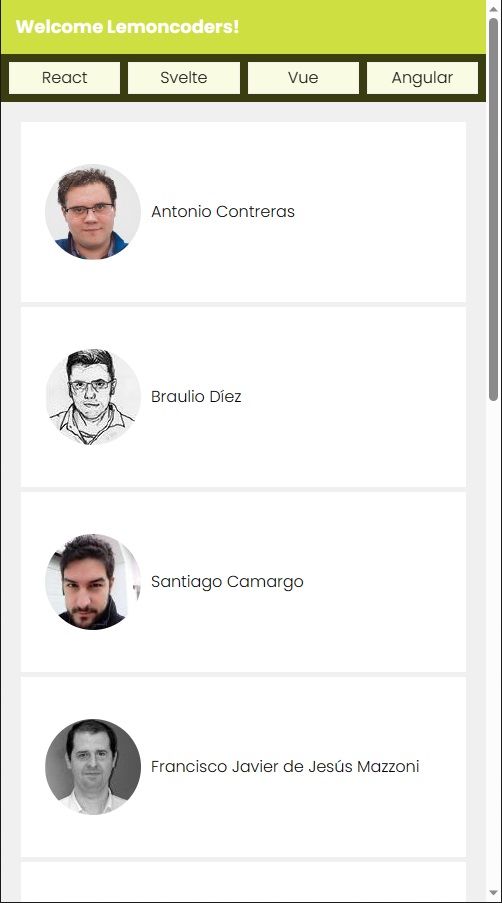 Welcome Lemoncoders!
React Svelte Vue Angular
Antonio Contreras
Braulio Díez
Santiago Camargo
Francisco Javier de Jesús Mazzoni